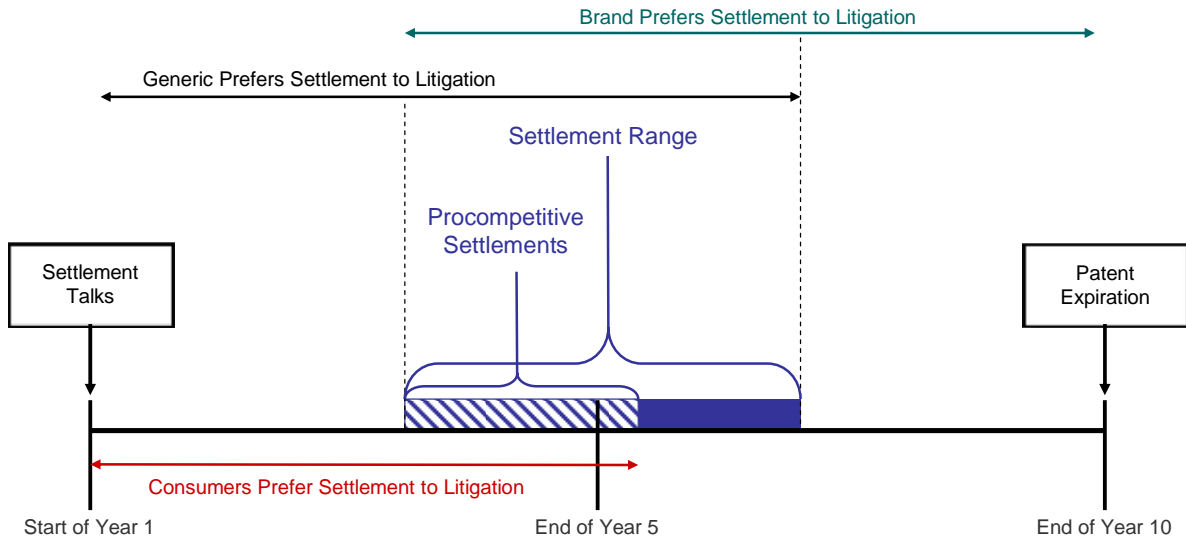 Brand Prefers Settlement to Litigation
Generic Prefers Settlement to Litigation
Settlement Range
Procompetitive
Settlements
Settlement
Talks
Patent
Expiration
Consumers Prefer Settlement to Litigation
Start of Year 1
End of Year 5
End of Year 10